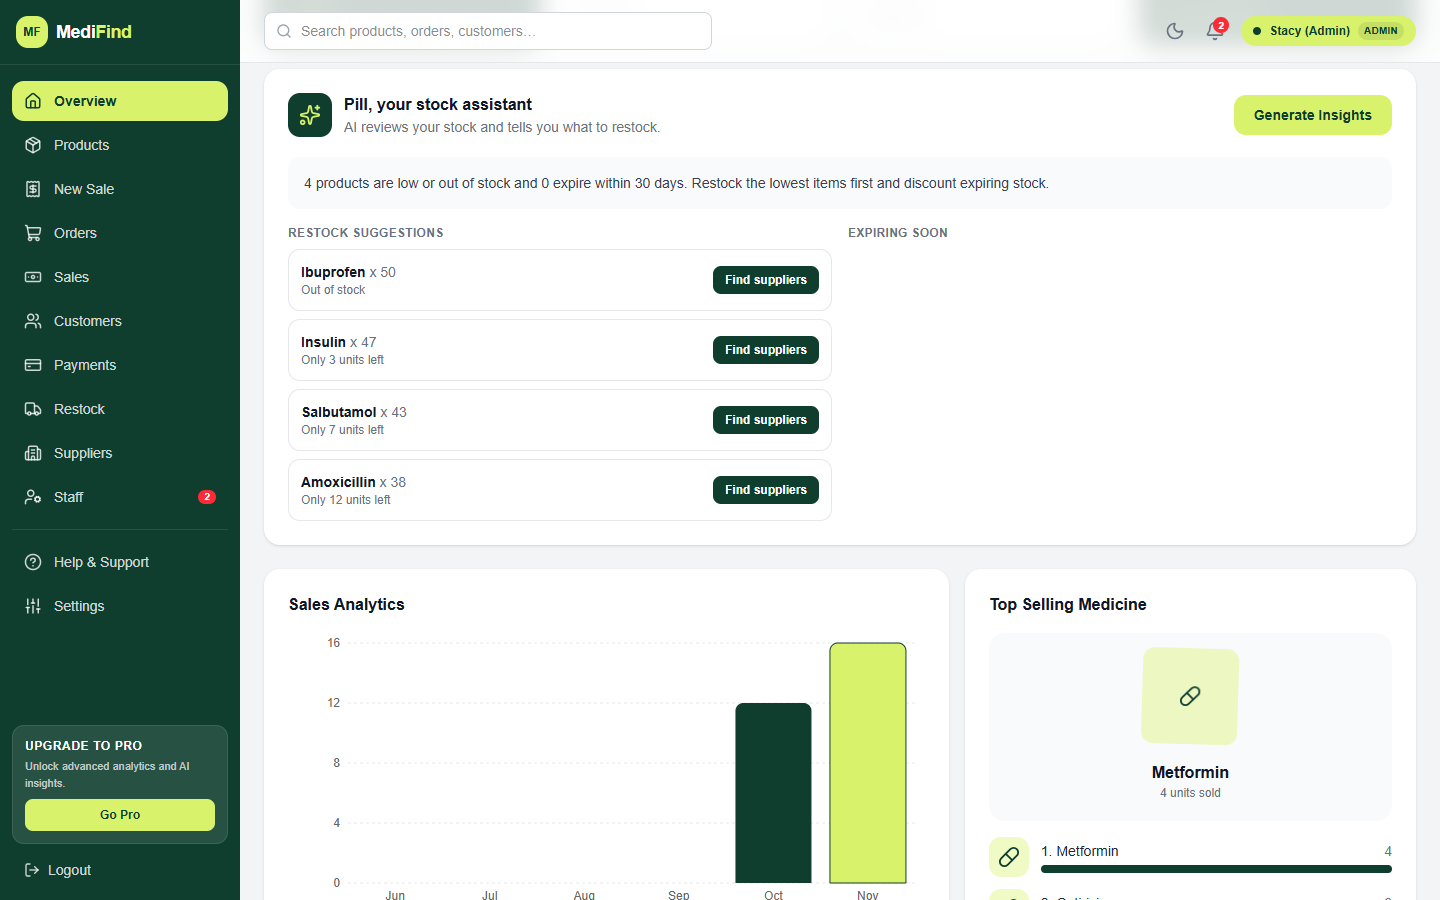 MF MediFind
Search products, orders, customers...
2
Stacy (Admin) ADMIN
Overview
Products
New Sale
Orders
Sales
Customers
Payments
Restock
Suppliers
Staff 2
Help & Support
Settings
UPGRADE TO PRO
Unlock advanced analytics and AI
insights.
Go Pro
Logout
Pill, your stock assistant
AI reviews your stock and tells you what to restock.
Generate Insights
4 products are low or out of stock and 0 expire within 30 days. Restock the lowest items first and discount expiring stock.
RESTOCK SUGGESTIONS
Ibuprofen x 50
Out of stock
Find suppliers
Insulin x 47
Only 3 units left
Find suppliers
Salbutamol x 43
Only 7 units left
Find suppliers
Amoxicillin x 38
Only 12 units left
Find suppliers
EXPIRING SOON
Sales Analytics
16
12
8
4
0
Jun Jul Aug Sep Oct Nov
Top Selling Medicine
Metformin
4 units sold
1. Metformin 4